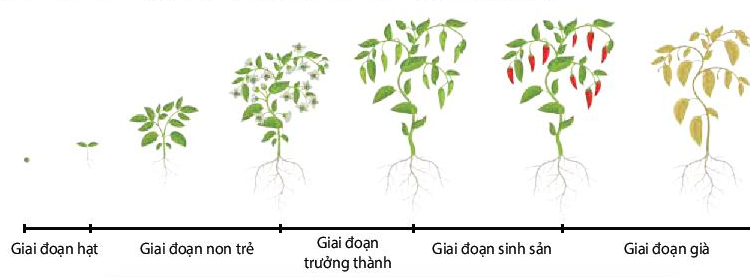 Giai đoạn hạt
Giai đoạn non trẻ
Giai đoạn
trưởng thành
Giai đoạn sinh sản
Giai đoạn già